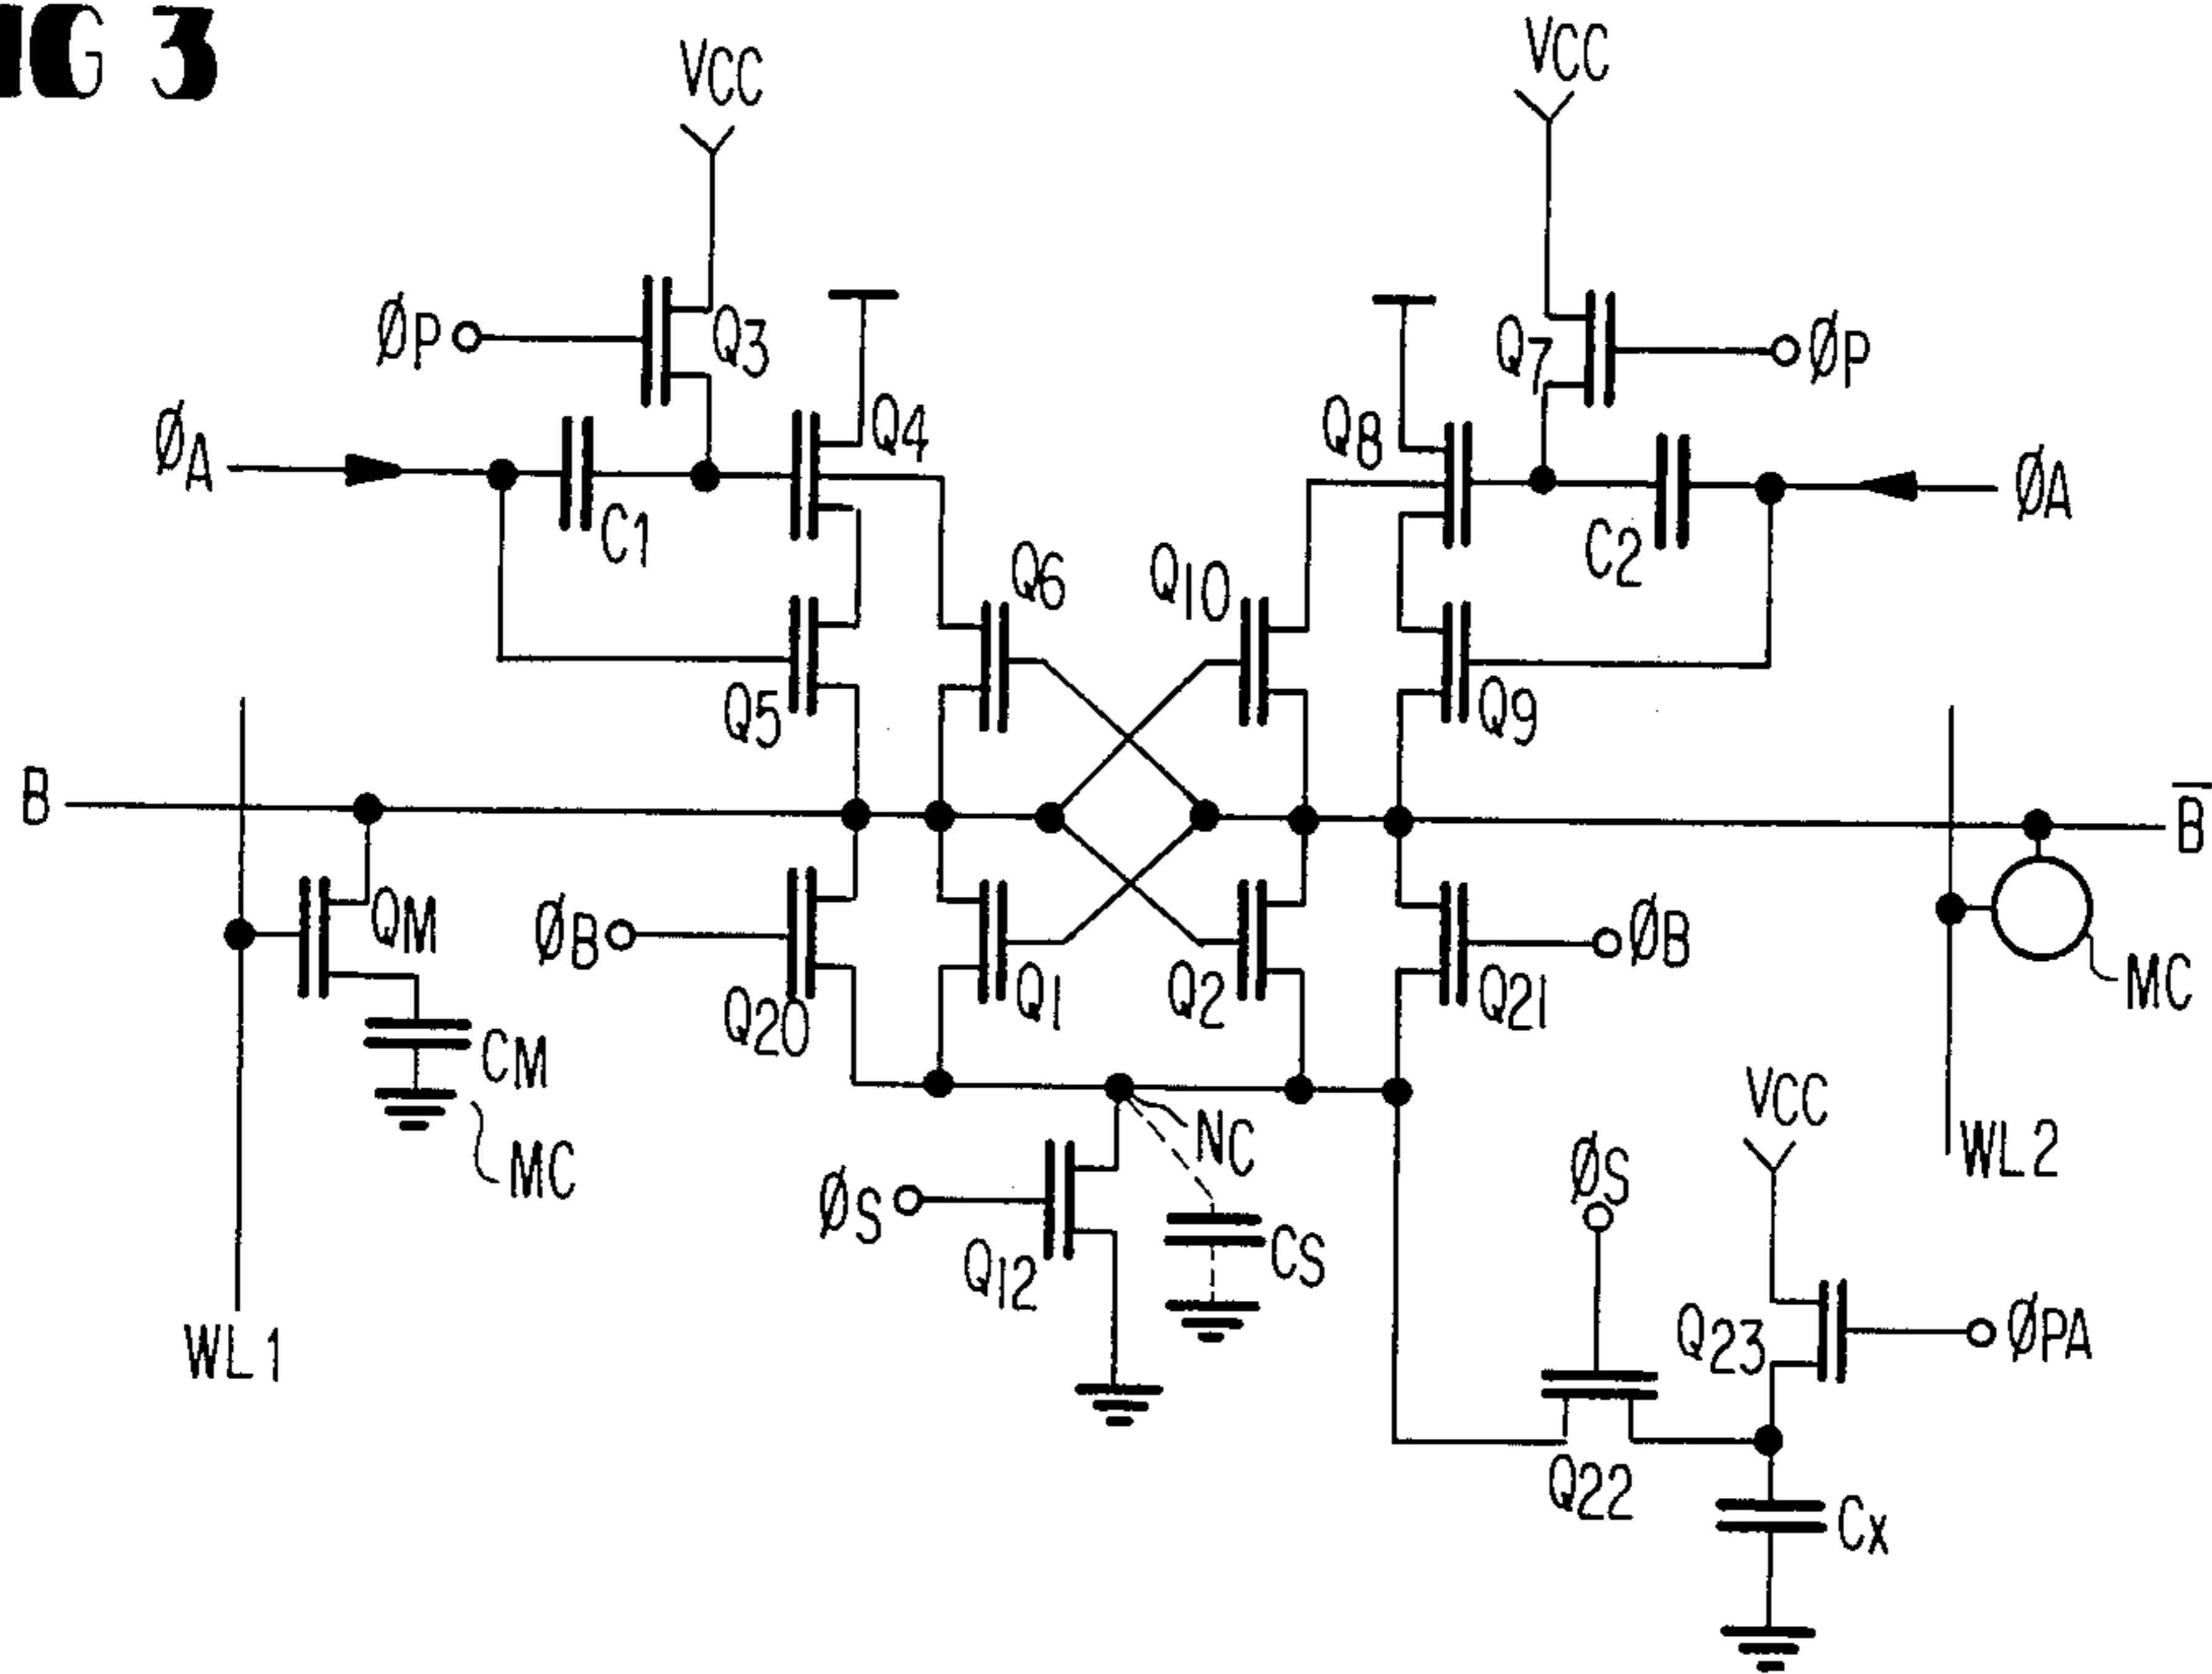 IG 3
VCC
VCC
ØP
Q3
Q7
ØP
ØA
Q4
Q8
ØA
C1
C2
Q6
Q10
Q5
Q9
B
B̅
QM
ØB
ØB
Q20
Q1
Q2
Q21
MC
CM
MC
NC
VCC
WL2
ØS
ØS
Q12
CS
Q23
ØPA
WL1
Q22
CX